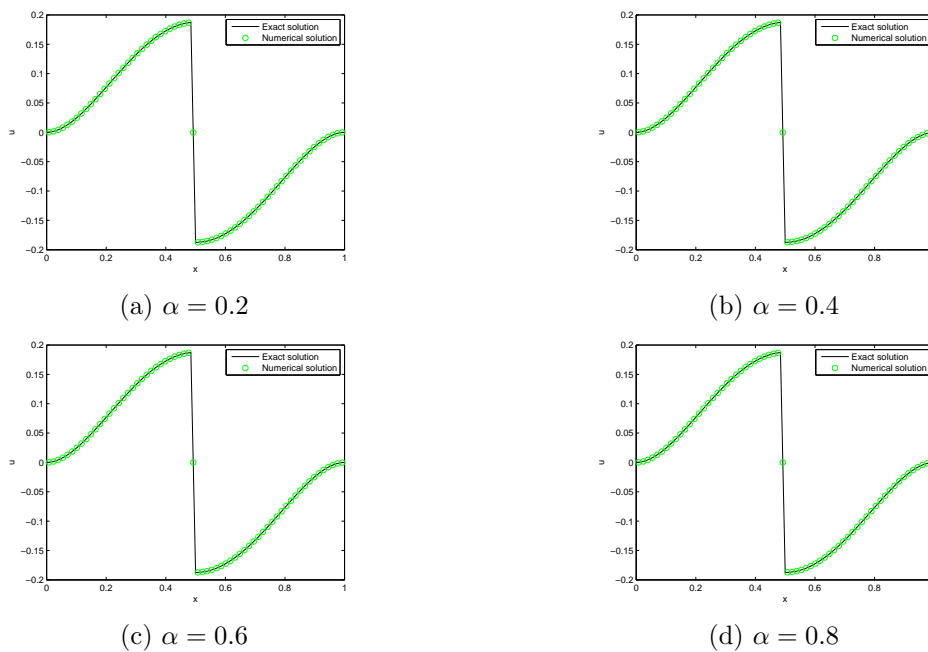 0.2
0.15
0.1
0.05
0
−0.05
−0.1
−0.15
−0.2
0 0.2 0.4 0.6 0.8 1
x
u
Exact solution
Numerical solution
(a) α = 0.2
0.2
0.15
0.1
0.05
0
−0.05
−0.1
−0.15
−0.2
0 0.2 0.4 0.6 0.8
x
u
Exact solution
Numerical solution
(b) α = 0.4
0.2
0.15
0.1
0.05
0
−0.05
−0.1
−0.15
−0.2
0 0.2 0.4 0.6 0.8 1
x
u
Exact solution
Numerical solution
(c) α = 0.6
0.2
0.15
0.1
0.05
0
−0.05
−0.1
−0.15
−0.2
0 0.2 0.4 0.6 0.8
x
u
Exact solution
Numerical solution
(d) α = 0.8